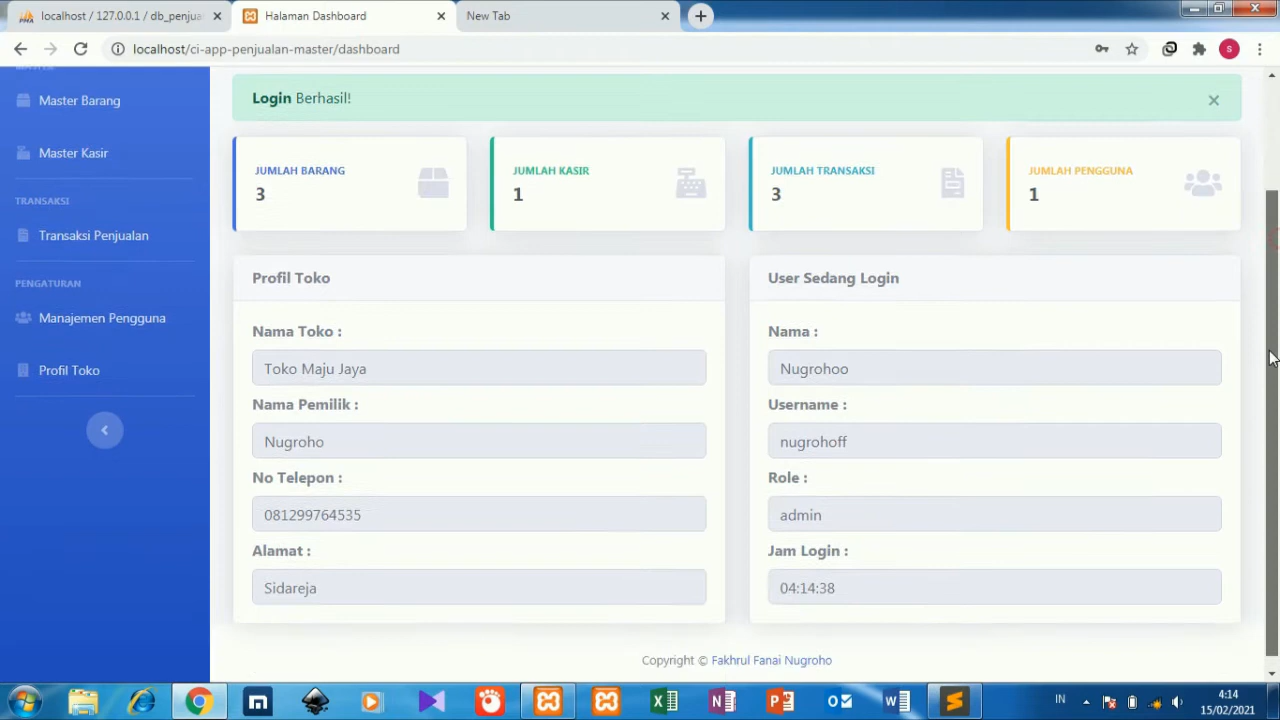 localhost / 127.0.0.1 / db_penjua
Halaman Dashboard
New Tab
localhost/ci-app-penjualan-master/dashboard
S
MASTER
Master Barang
Master Kasir
TRANSAKSI
Transaksi Penjualan
PENGATURAN
Manajemen Pengguna
Profil Toko
Login Berhasil!
JUMLAH BARANG
3
JUMLAH KASIR
1
JUMLAH TRANSAKSI
3
JUMLAH PENGGUNA
1
Profil Toko
Nama Toko :
Toko Maju Jaya
Nama Pemilik :
Nugroho
No Telepon :
081299764535
Alamat :
Sidareja
User Sedang Login
Nama :
Nugrohoo
Username :
nugrohoff
Role :
admin
Jam Login :
04:14:38
Copyright © Fakhrul Fanai Nugroho
IN
4:14
15/02/2021